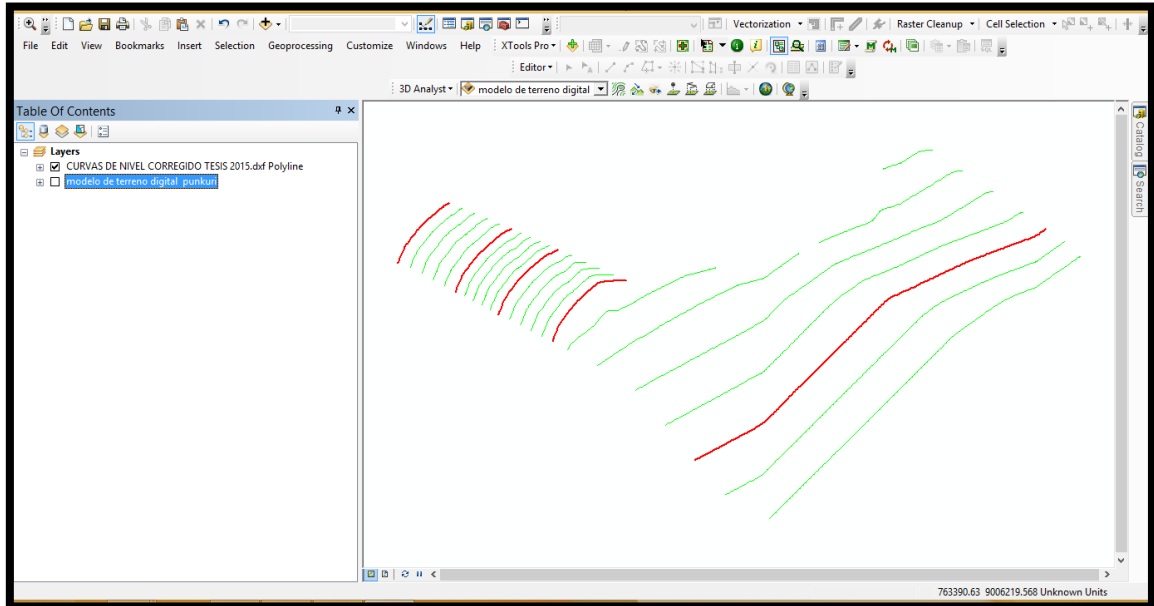 Vectorization Raster Cleanup Cell Selection
File Edit View Bookmarks Insert Selection Geoprocessing Customize Windows Help XTools Pro
Editor
3D Analyst modelo de terreno digital
Table Of Contents
Layers
CURVAS DE NIVEL CORREGIDO TESIS 2015.dxf Polyline
modelo de terreno digital punkuri
Catalog
Search
763390.63 9006219.568 Unknown Units